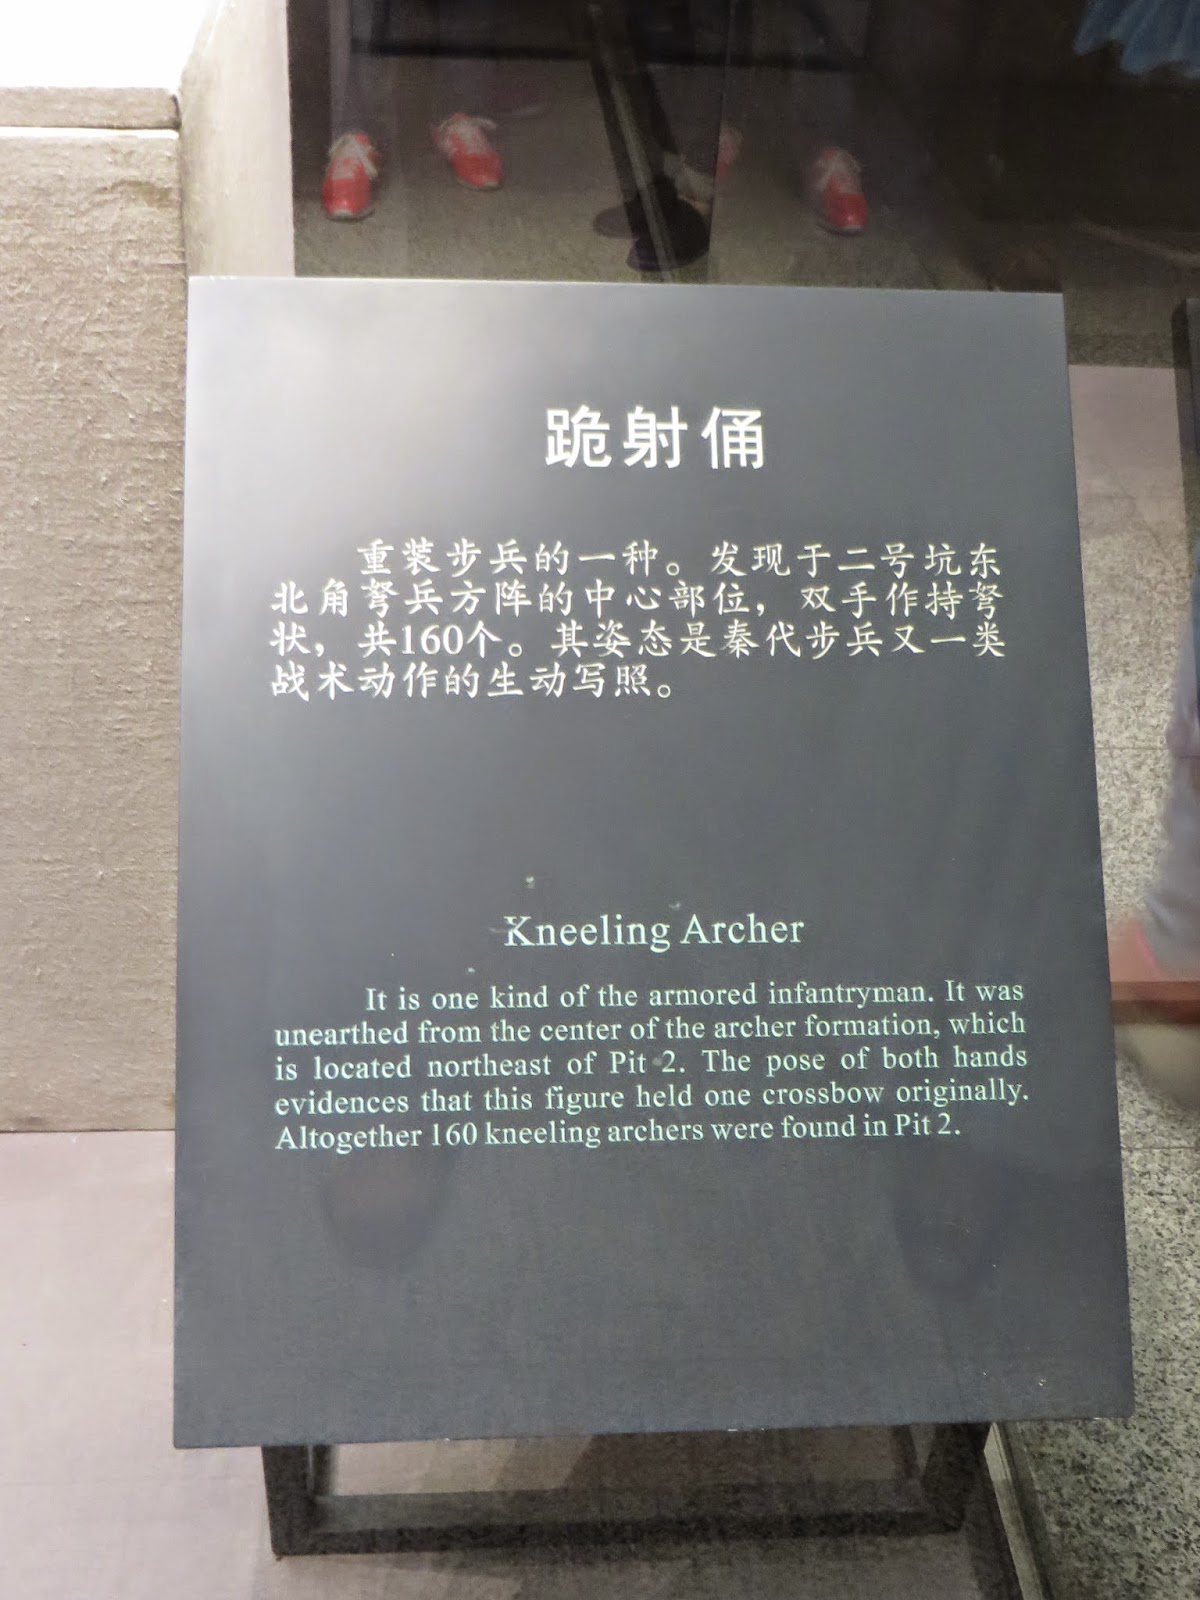 跪射俑
重装步兵的一种。发现于二号坑东
北角弩兵方阵的中心部位，双手作持弩
状，共160个。其姿态是秦代步兵又一类
战术动作的生动写照。
Kneeling Archer
It is one kind of the armored infantryman. It was
unearthed from the center of the archer formation, which
is located northeast of Pit 2. The pose of both hands
evidences that this figure held one crossbow originally.
Altogether 160 kneeling archers were found in Pit 2.